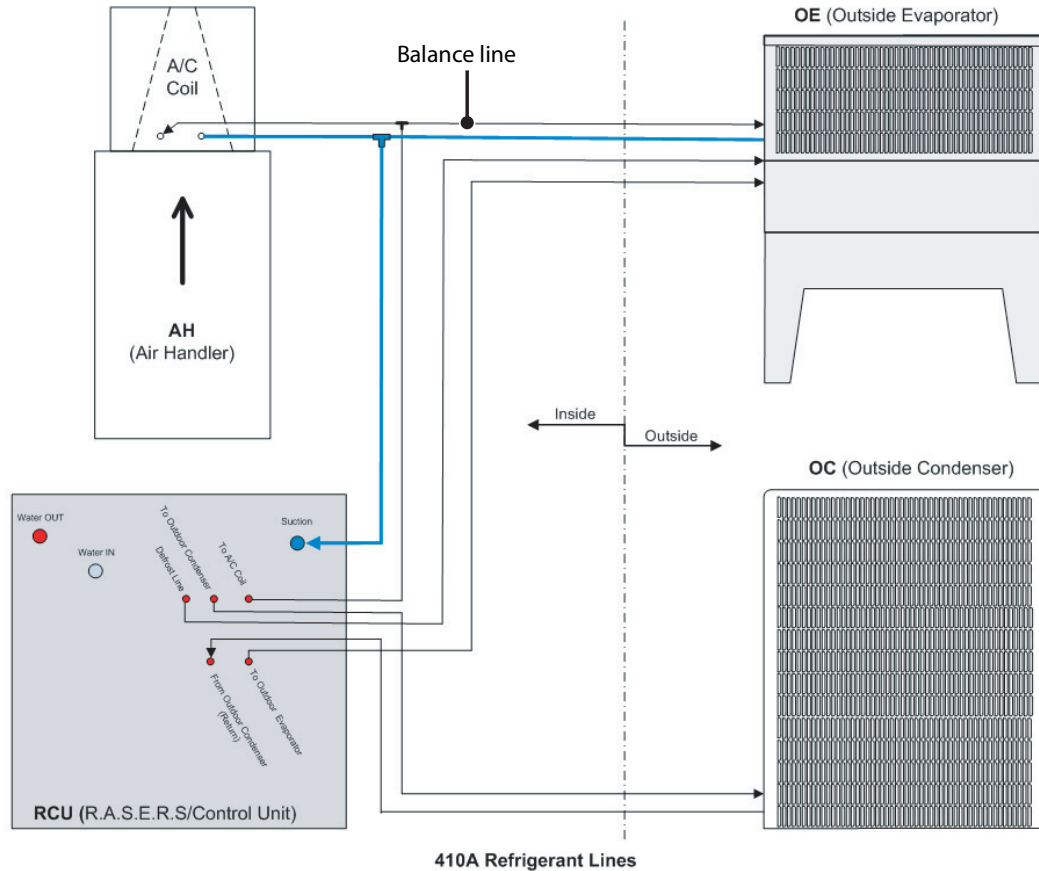 OE (Outside Evaporator)
Balance line
A/C
Coil
AH
(Air Handler)
Inside
Outside
OC (Outside Condenser)
Water OUT
Water IN
To Outdoor Condenser
Defrost Line
To A/C Coil
Suction
From Outdoor Condenser
(Return)
To Outdoor Evaporator
RCU (R.A.S.E.R.S/Control Unit)
410A Refrigerant Lines